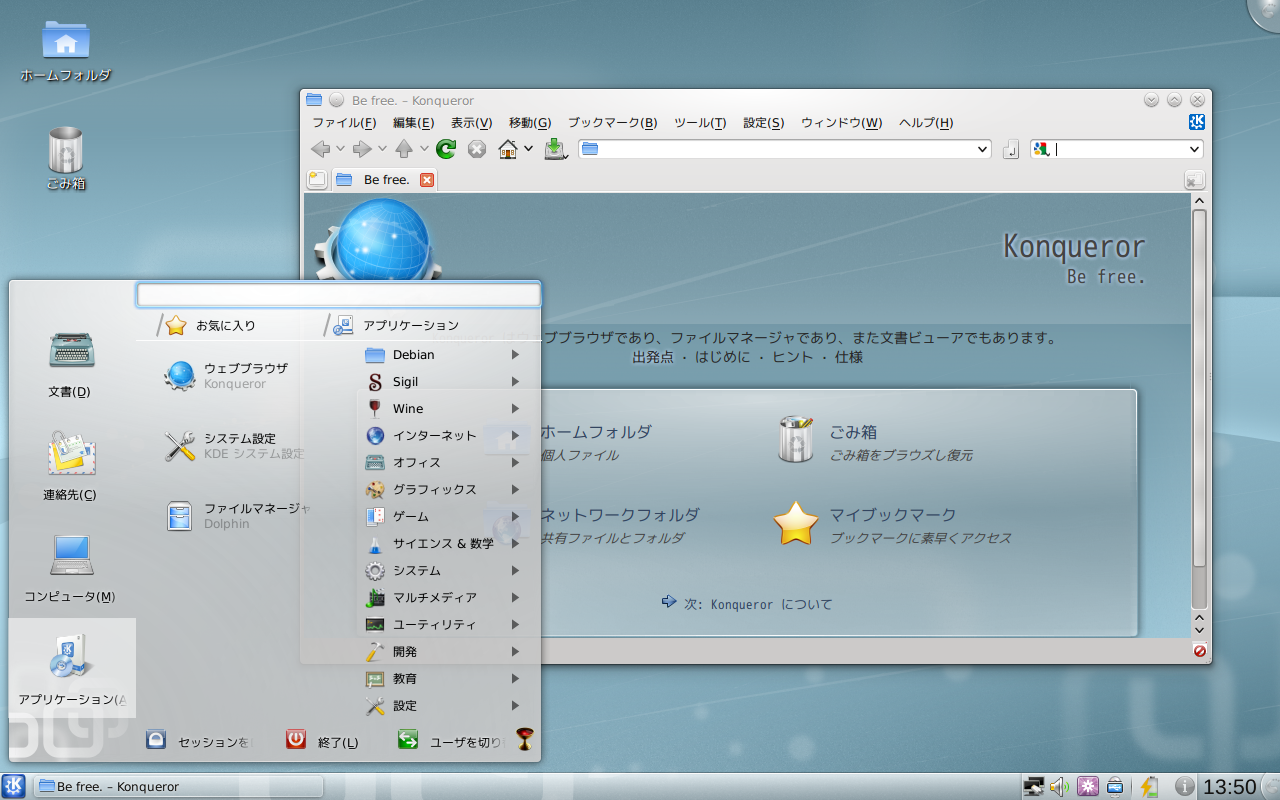 ホームフォルダ
ごみ箱
Be free. – Konqueror
ファイル(F) 編集(E) 表示(V) 移動(G) ブックマーク(B) ツール(T) 設定(S) ウィンドウ(W) ヘルプ(H)
Be free.
Konqueror
Be free.
ブブラウザであり、ファイルマネージャであり、また文書ビューアでもあります。
出発点 · はじめに · ヒント · 仕様
ホームフォルダ
個人ファイル
ごみ箱
ごみ箱をブラウズし復元
ネットワークフォルダ
共有ファイルとフォルダ
マイブックマーク
ブックマークに素早くアクセス
次: Konqueror について
文書(D)
連絡先(C)
コンピュータ(M)
アプリケーション(A
お気に入り
ウェブブラウザ
Konqueror
システム設定
KDE システム設定
ファイルマネージャ
Dolphin
アプリケーション
Debian
Sigil
Wine
インターネット
オフィス
グラフィックス
ゲーム
サイエンス & 数学
システム
マルチメディア
ユーティリティ
開発
教育
設定
セッションを
終了(L)
ユーザを切り
Be free. – Konqueror
13:50